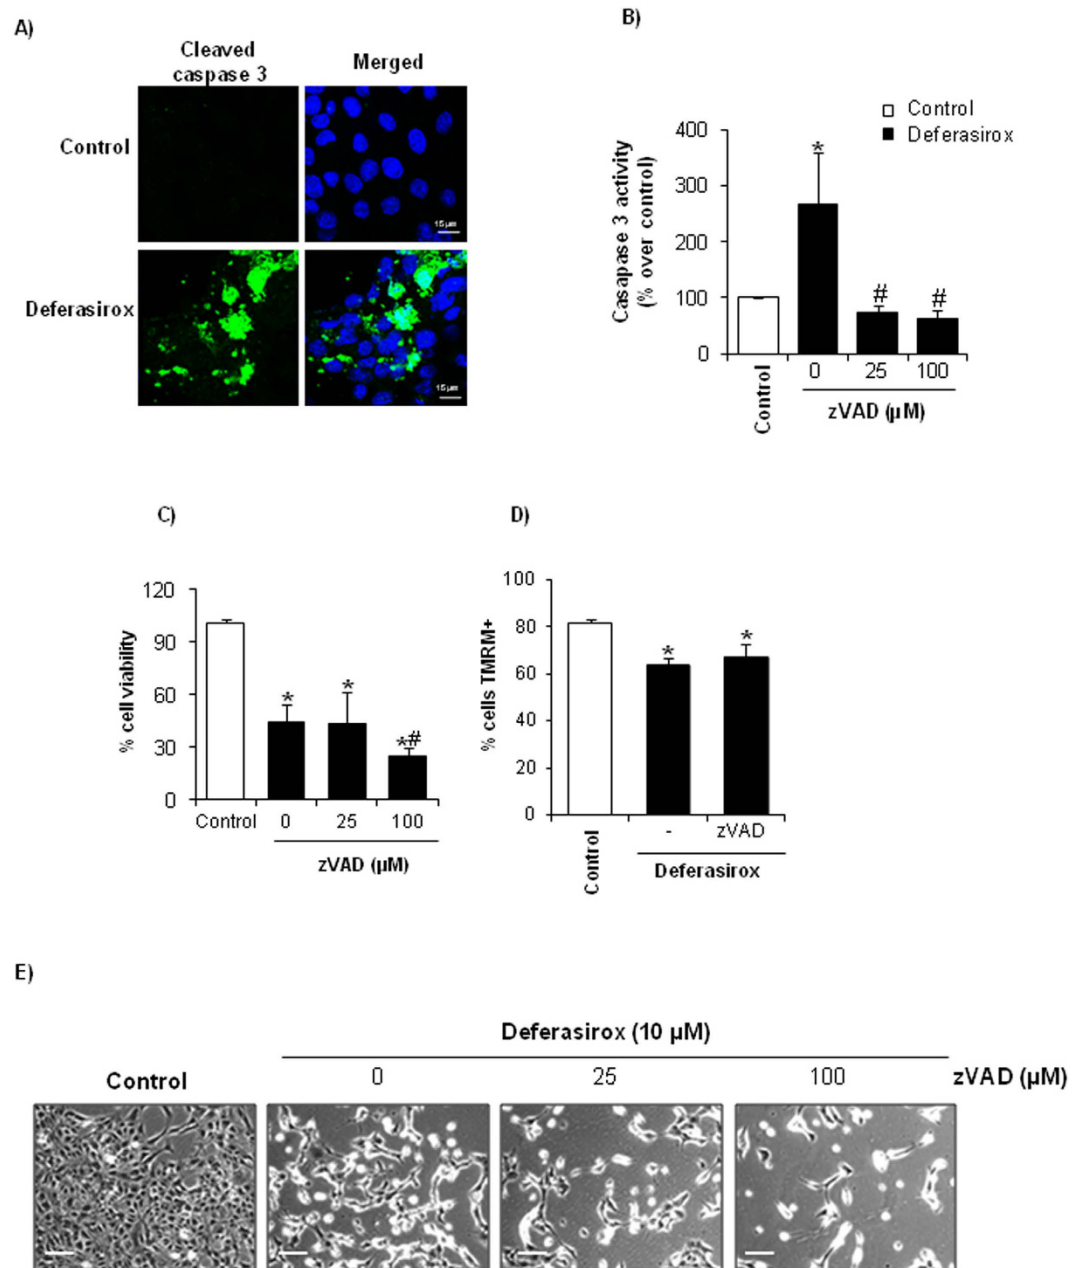 A)
Cleaved
caspase 3
Merged
Control
15 µm
Deferasirox
15 µm
B)
Control
Deferasirox
Casapase 3 activity
(% over control)
400
300
200
100
0
*
#
#
Control
0
25
100
zVAD (µM)
C)
% cell viability
120
90
60
30
0
*
*
*#
Control
0
25
100
zVAD (µM)
D)
% cells TMRM+
100
80
60
40
20
0
*
*
Control
-
zVAD
Deferasirox
E)
Deferasirox (10 µM)
Control
0
25
100
zVAD (µM)